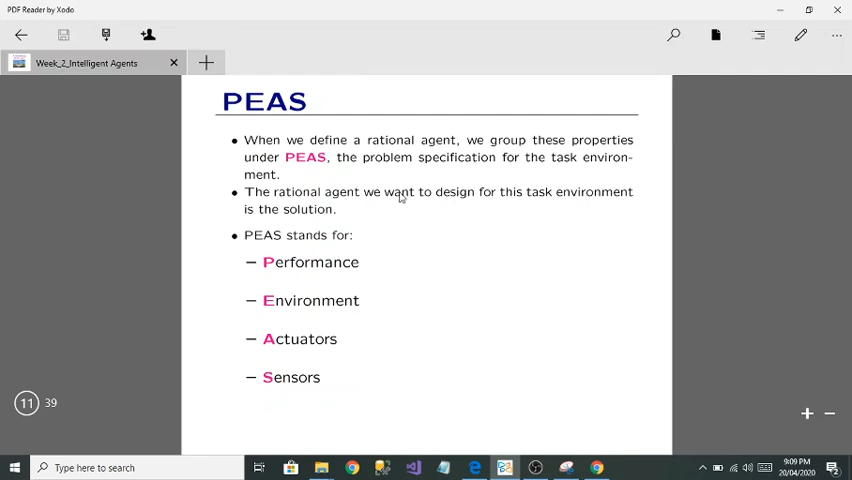 PDF Reader by Xodo
Week_2_Intelligent Agents
PEAS
When we define a rational agent, we group these properties
under PEAS, the problem specification for the task environ-
ment.
The rational agent we want to design for this task environment
is the solution.
PEAS stands for:
– Performance
– Environment
– Actuators
– Sensors
11 39
Type here to search
9:09 PM
20/04/2020
2